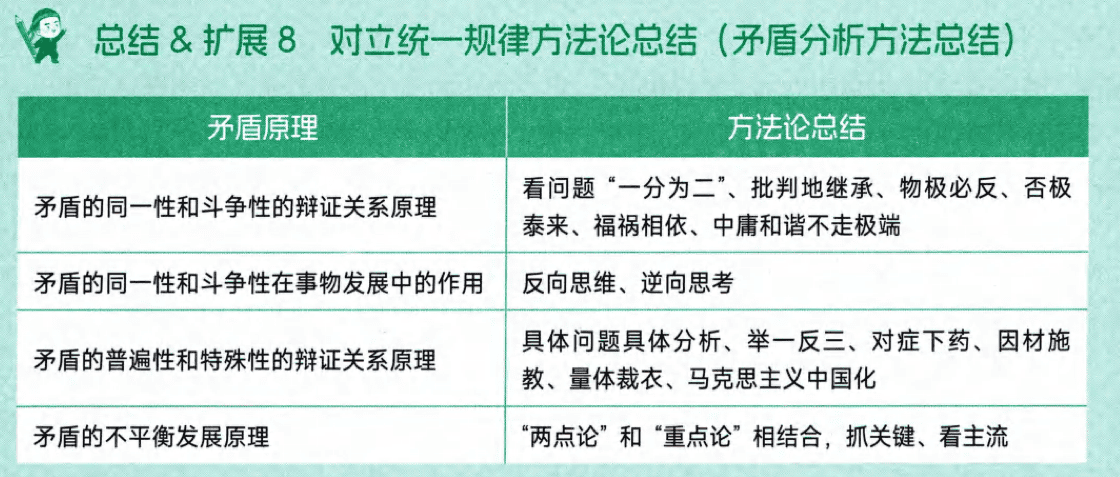 总结 & 扩展 8 对立统一规律方法论总结（矛盾分析方法总结）
矛盾原理
方法论总结
矛盾的同一性和斗争性的辩证关系原理
看问题“一分为二”、批判地继承、物极必反、否极
泰来、福祸相依、中庸和谐不走极端
矛盾的同一性和斗争性在事物发展中的作用
反向思维、逆向思考
矛盾的普遍性和特殊性的辩证关系原理
具体问题具体分析、举一反三、对症下药、因材施
教、量体裁衣、马克思主义中国化
矛盾的不平衡发展原理
“两点论”和“重点论”相结合，抓关键、看主流